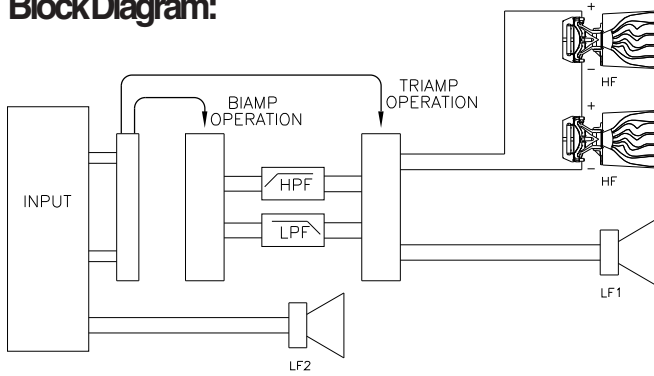 Block Diagram:
+
HF
−
TRIAMP
OPERATION
BIAMP
OPERATION
+
HPF
INPUT
−
HF
LPF
LF1
LF2